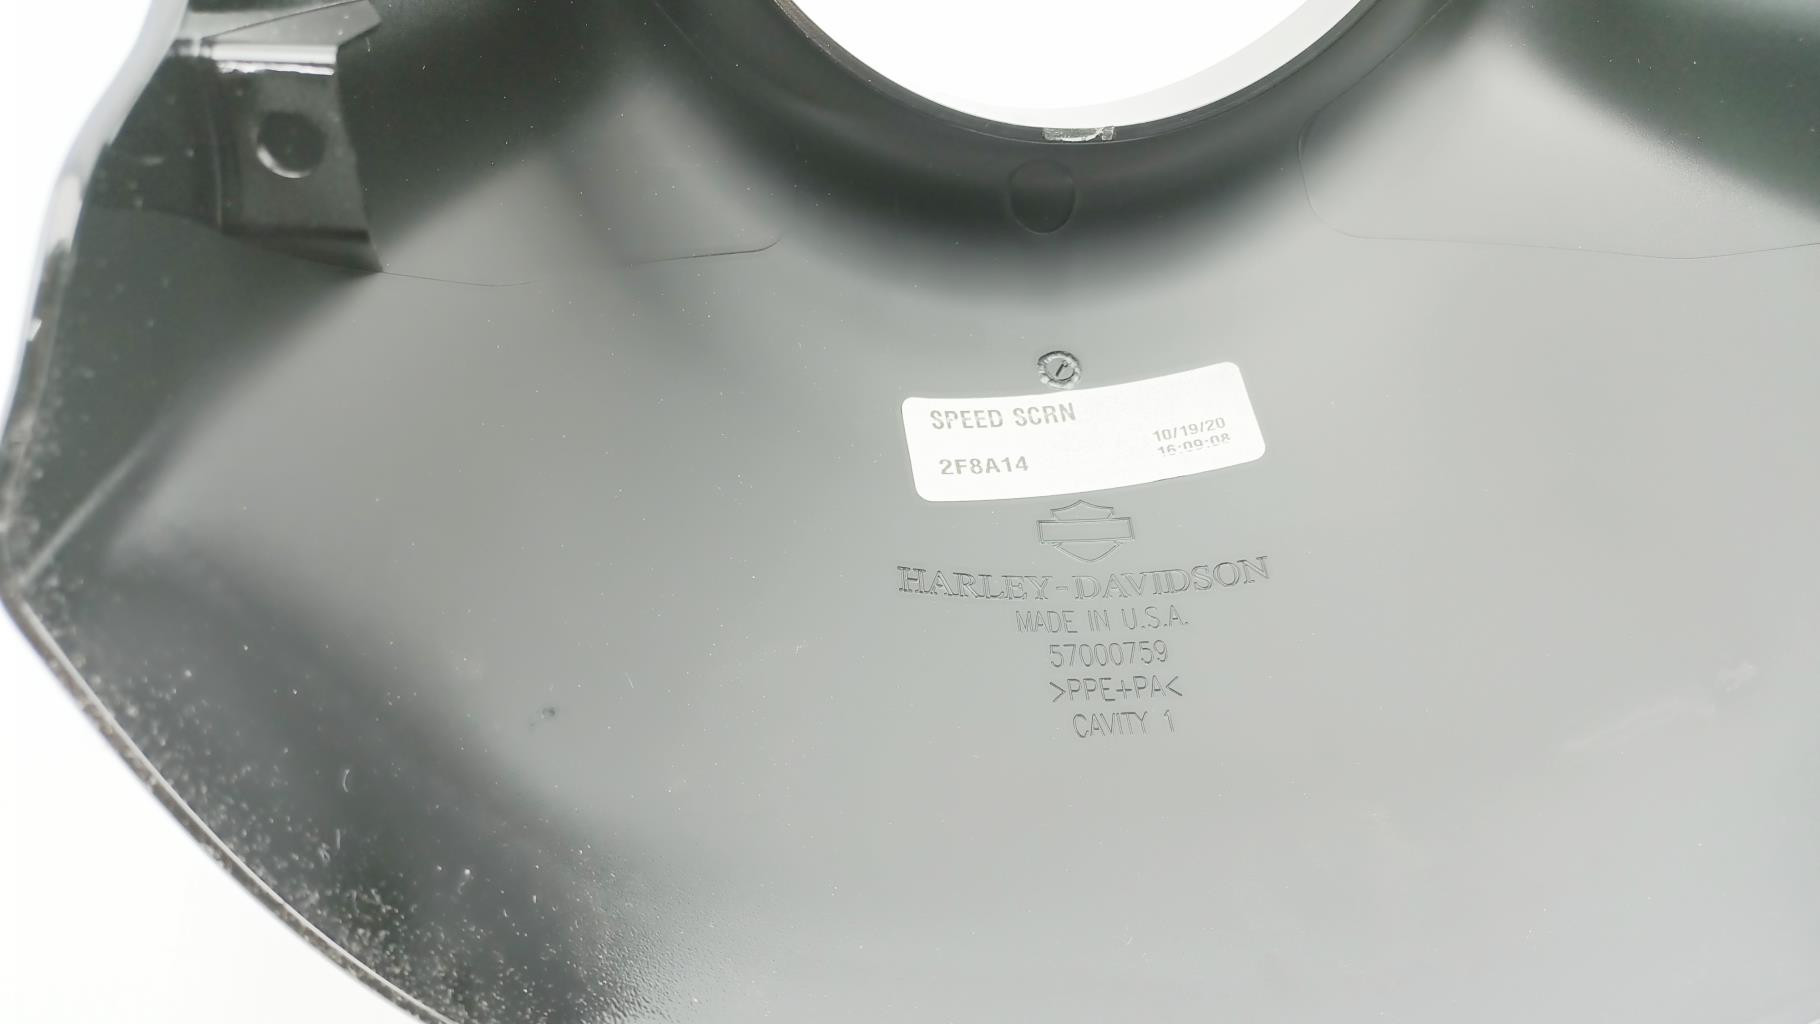 SPEED SCRN
10/19/20
2F8A14
16:09:08
HARLEY-DAVIDSON
MADE IN U.S.A.
57000759
>PPE+PA<
CAVITY 1